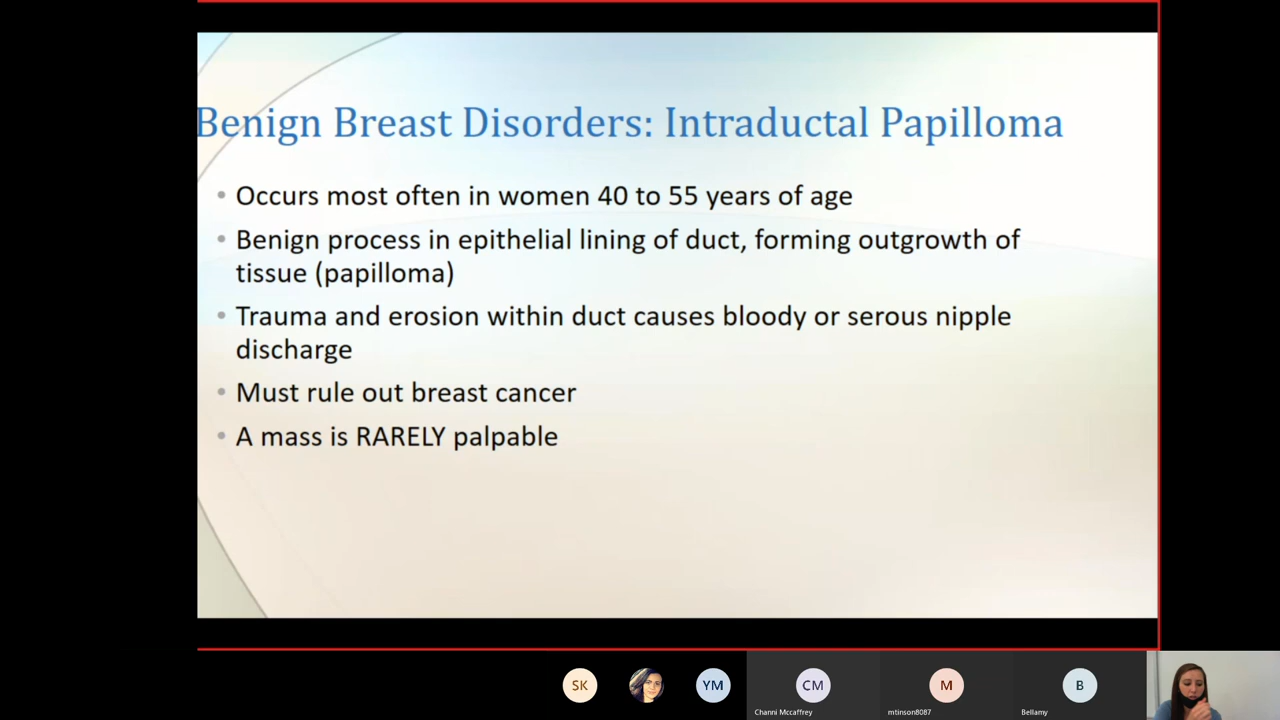 Benign Breast Disorders: Intraductal Papilloma
• Occurs most often in women 40 to 55 years of age
• Benign process in epithelial lining of duct, forming outgrowth of
tissue (papilloma)
• Trauma and erosion within duct causes bloody or serous nipple
discharge
• Must rule out breast cancer
• A mass is RARELY palpable
SK
YM
CM
M
B
Channi Mccaffrey
mtinson8087
Bellamy